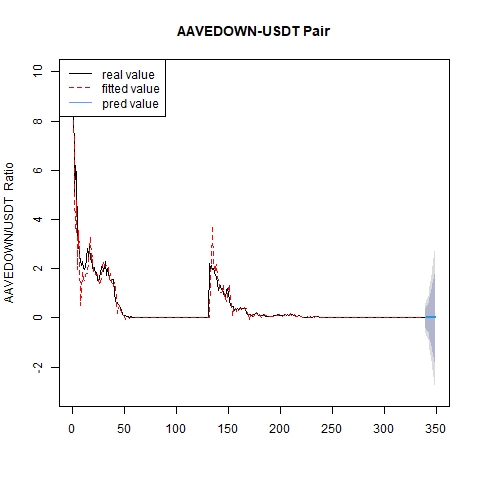 AAVEDOWN-USDT Pair
real value
fitted value
pred value
AAVEDOWN/USDT Ratio
10
8
6
4
2
0
-2
0 50 100 150 200 250 300 350